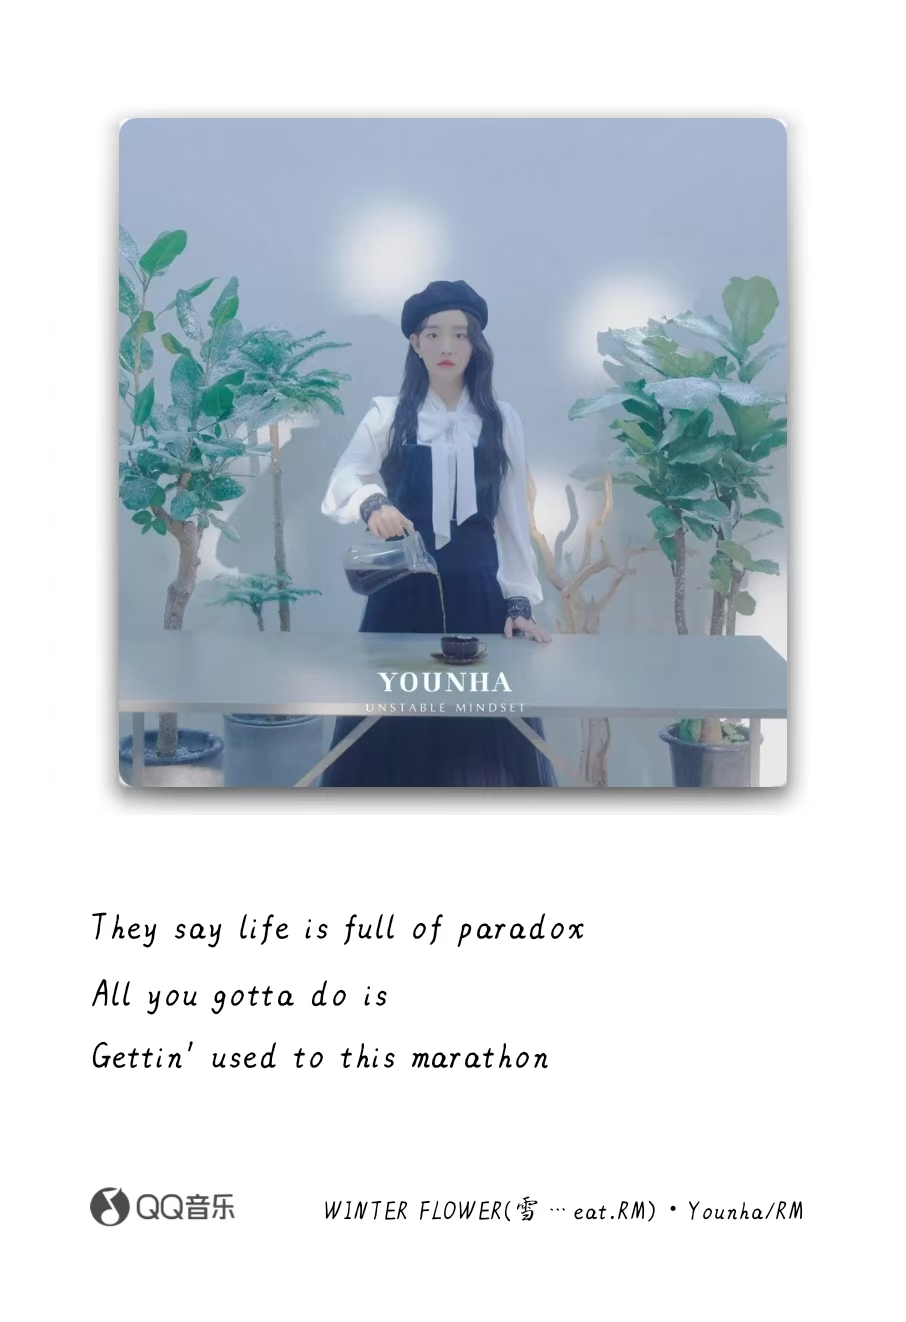 YOUNHA
UNSTABLE MINDSET
They say life is full of paradox
All you gotta do is
Gettin' used to this marathon
QQ音乐
WINTER FLOWER(雪 … eat.RM) • Younha/RM